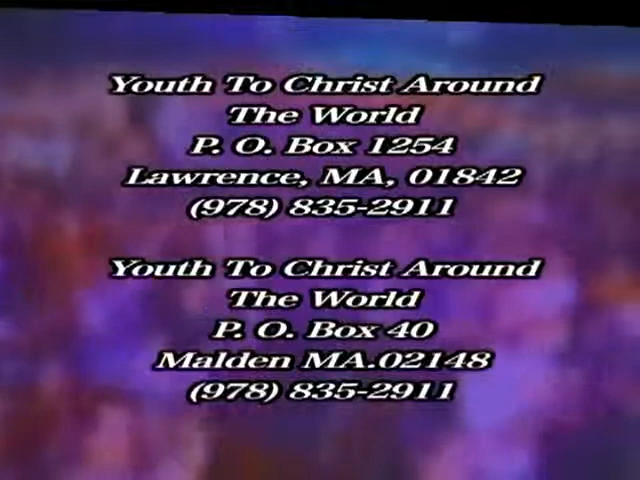 Youth To Christ Around
The World
P. O. Box 1254
Lawrence, MA, 01842
(978) 835-2911
Youth To Christ Around
The World
P. O. Box 40
Malden MA.02148
(978) 835-2911